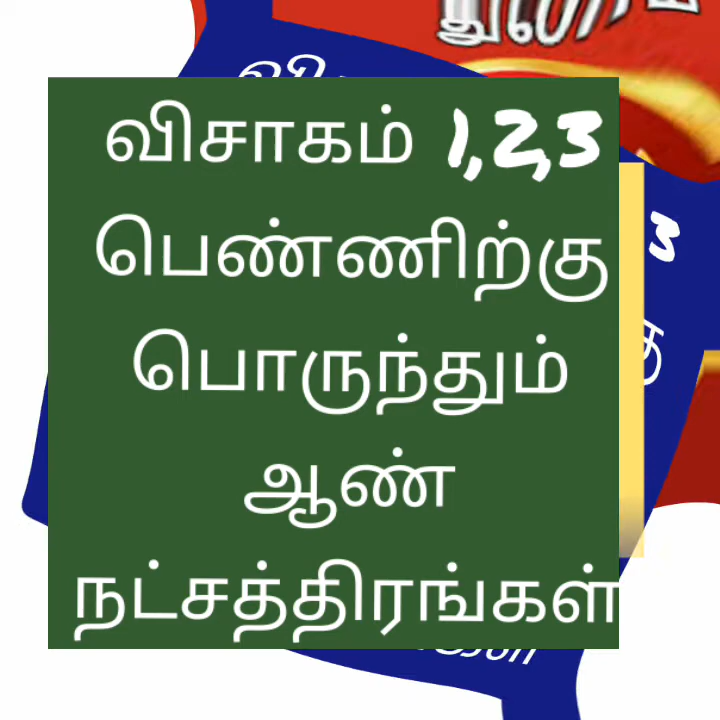 விசாகம் 1,2,3
பெண்ணிற்கு
பொருந்தும்
ஆண்
நட்சத்திரங்கள்